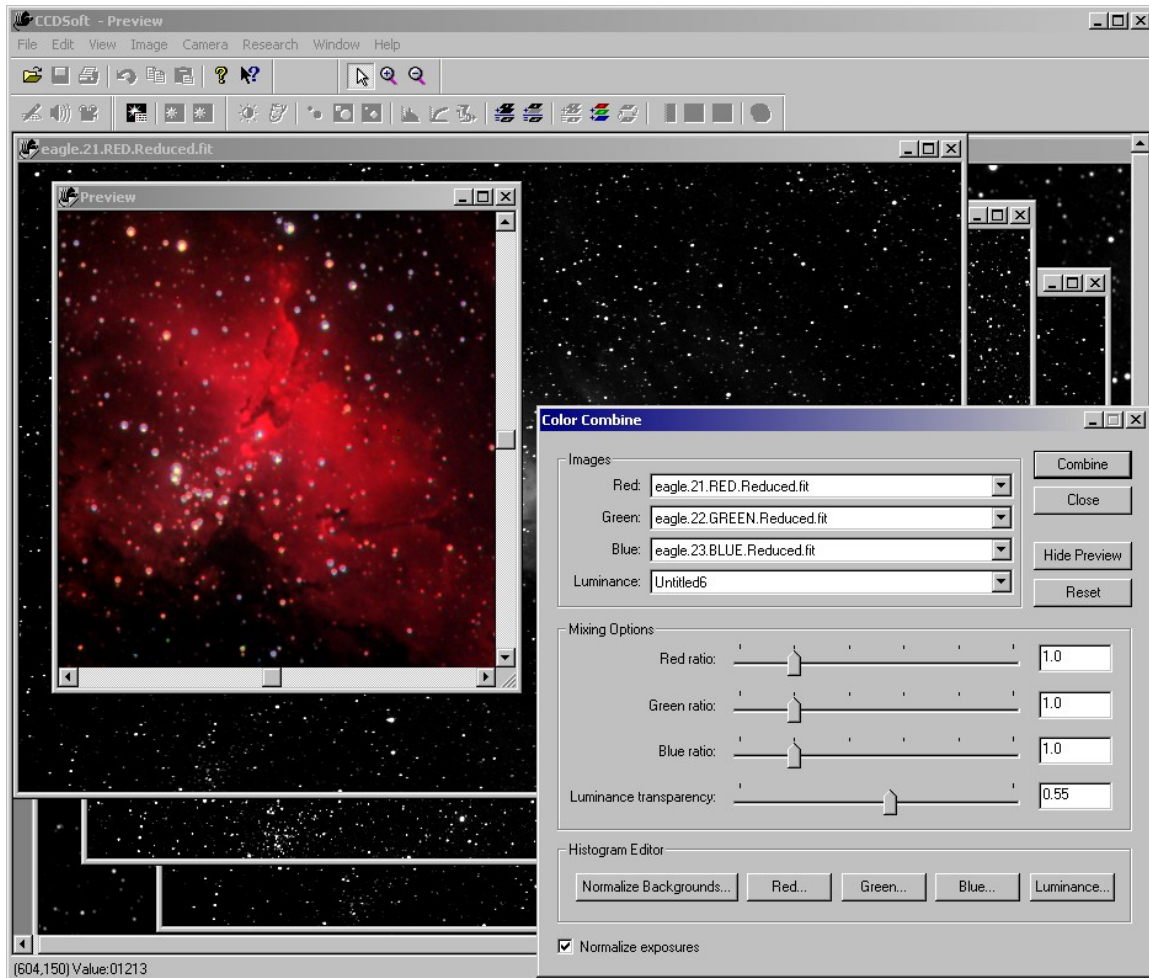 CCDSoft - Preview
File Edit View Image Camera Research Window Help
eagle.21.RED.Reduced.fit
Preview
Color Combine
Images
Red: eagle.21.RED.Reduced.fit
Green: eagle.22.GREEN.Reduced.fit
Blue: eagle.23.BLUE.Reduced.fit
Luminance: Untitled6
Combine
Close
Hide Preview
Reset
Mixing Options
Red ratio: 1.0
Green ratio: 1.0
Blue ratio: 1.0
Luminance transparency: 0.55
Histogram Editor
Normalize Backgrounds... Red... Green... Blue... Luminance...
Normalize exposures
(604,150) Value:01213